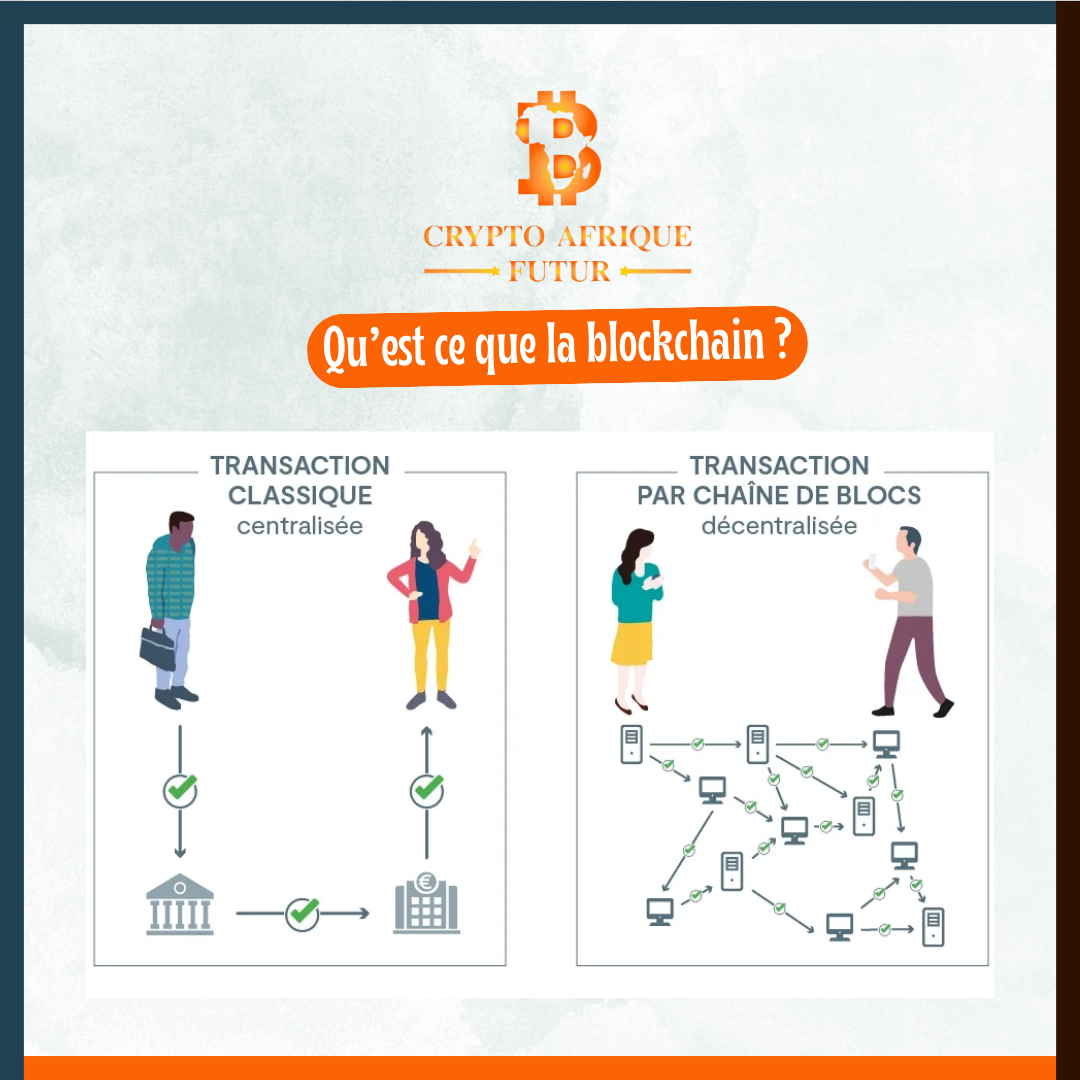 CRYPTO AFRIQUE
FUTUR
Qu’est ce que la blockchain ?
TRANSACTION
CLASSIQUE
centralisée
TRANSACTION
PAR CHAÎNE DE BLOCS
décentralisée
€